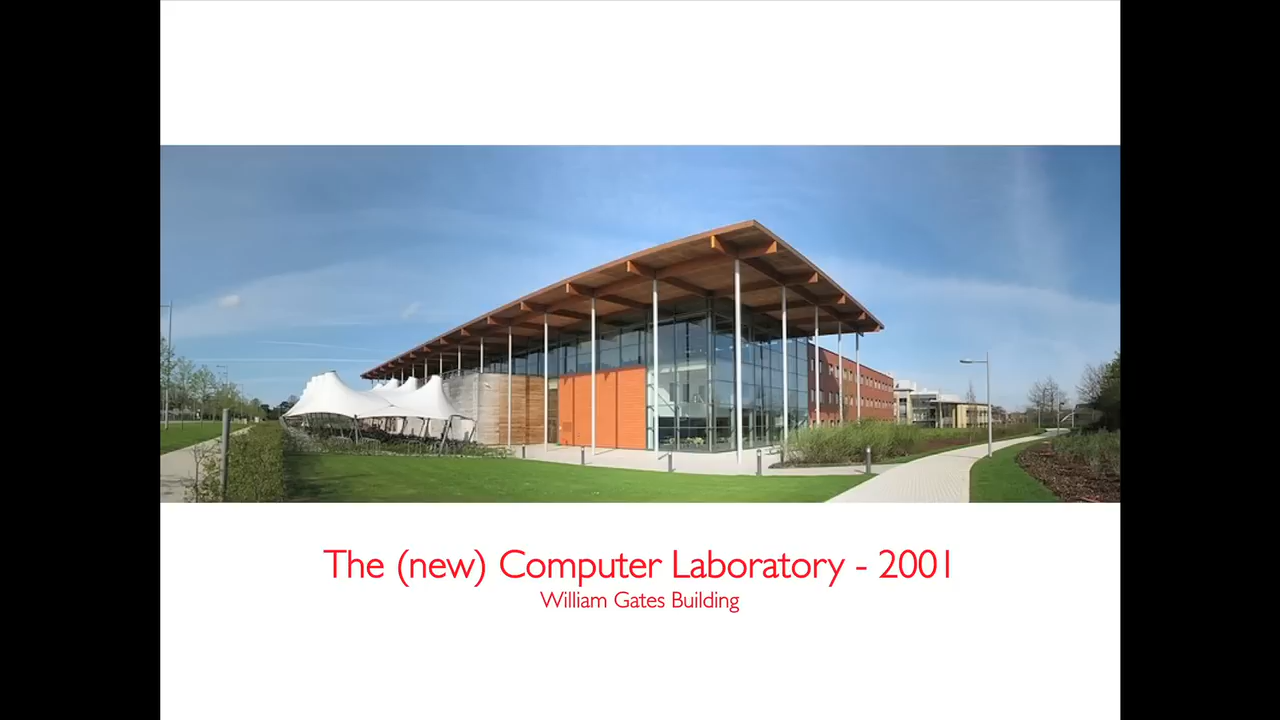 The (new) Computer Laboratory - 2001
William Gates Building